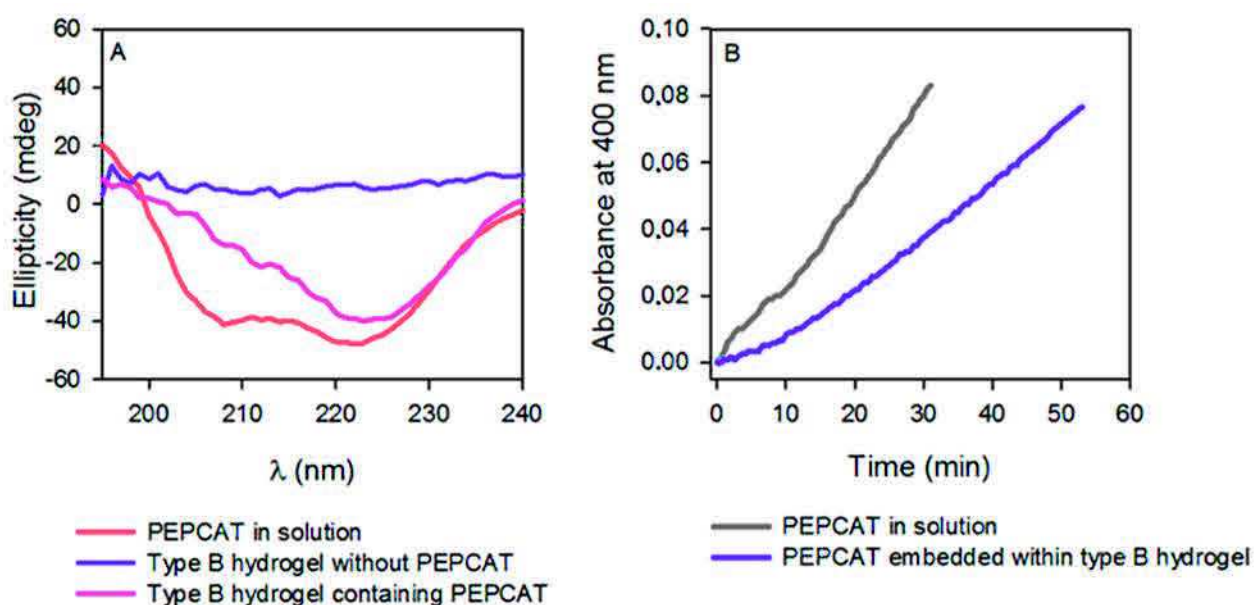 A
60
40
20
0
-20
-40
-60
200
210
220
230
240
Ellipticity (mdeg)
λ (nm)
PEPCAT in solution
Type B hydrogel without PEPCAT
Type B hydrogel containing PEPCAT
B
0.10
0.08
0.06
0.04
0.02
0.00
0
10
20
30
40
50
60
Absorbance at 400 nm
Time (min)
PEPCAT in solution
PEPCAT embedded within type B hydrogel